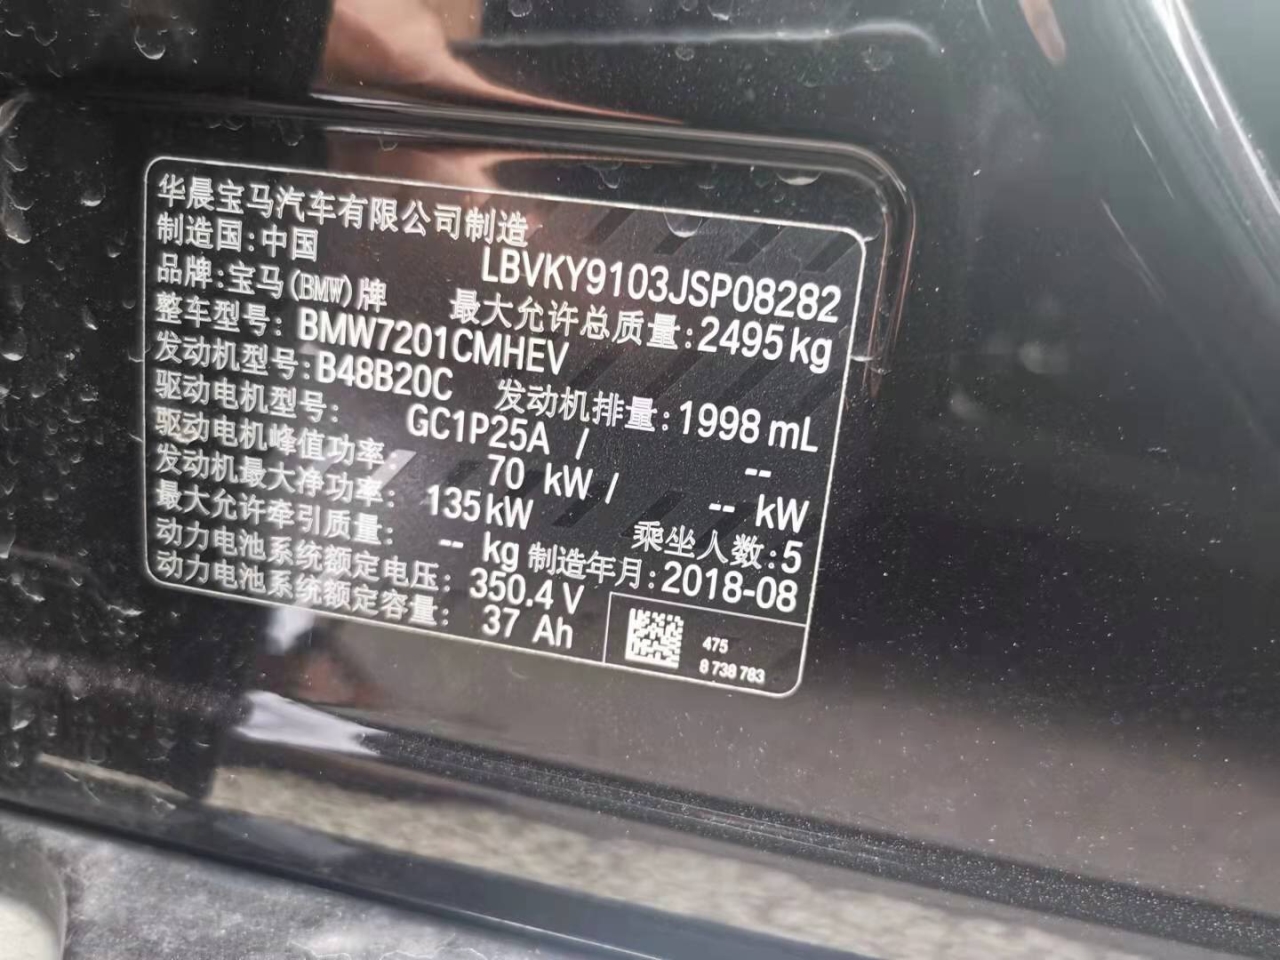 华晨宝马汽车有限公司制造
制造国:中国 LBVKY9103JSP08282
品牌:宝马(BMW)牌 最大允许总质量:2495kg
整车型号: BMW7201CMHEV
发动机型号:B48B20C 发动机排量:1998 mL
驱动电机型号: GC1P25A / --
驱动电机峰值功率: 70 kW / -- kW
发动机最大净功率: 135kW 乘坐人数:5
最大允许牵引质量: -- kg 制造年月:2018-08
动力电池系统额定电压: 350.4 V
动力电池系统额定容量: 37 Ah
475
8 738 783